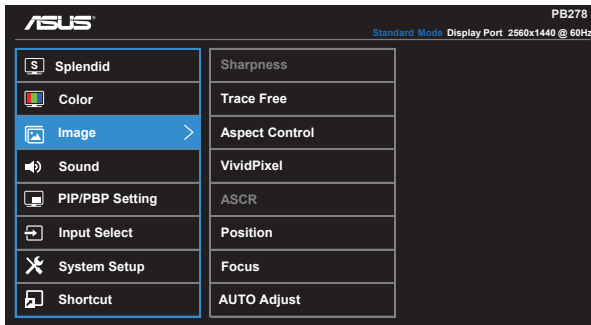 ASUS
PB278
Standard Mode Display Port 2560x1440 @ 60Hz
S Splendid
Color
Image
Sound
PIP/PBP Setting
Input Select
System Setup
Shortcut
Sharpness
Trace Free
Aspect Control
VividPixel
ASCR
Position
Focus
AUTO Adjust